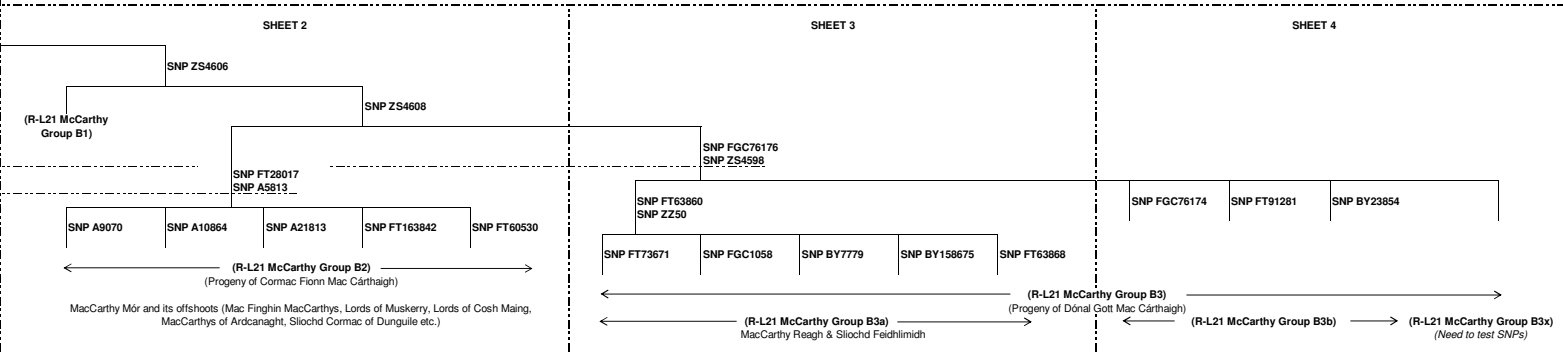 SHEET 2
SHEET 3
SHEET 4
SNP ZS4606
SNP ZS4608
(R-L21 McCarthy
Group B1)
SNP FGC76176
SNP ZS4598
SNP FT28017
SNP A5813
SNP FT63860
SNP ZZ50
SNP FGC76174
SNP FT91281
SNP BY23854
SNP A9070
SNP A10864
SNP A21813
SNP FT163842
SNP FT60530
SNP FT73671
SNP FGC1058
SNP BY7779
SNP BY158675
SNP FT63868
(R-L21 McCarthy Group B2)
(Progeny of Cormac Fionn Mac Cárthaigh)
MacCarthy Mór and its offshoots (Mac Finghin MacCarthys, Lords of Muskerry, Lords of Cosh Maing,
MacCarthys of Ardcanaght, Sliochd Cormac of Dunguile etc.)
(R-L21 McCarthy Group B3)
(Progeny of Dónal Gott Mac Cárthaigh)
(R-L21 McCarthy Group B3a)
MacCarthy Reagh & Sliochd Feidhlimidh
(R-L21 McCarthy Group B3b)
(R-L21 McCarthy Group B3x)
(Need to test SNPs)